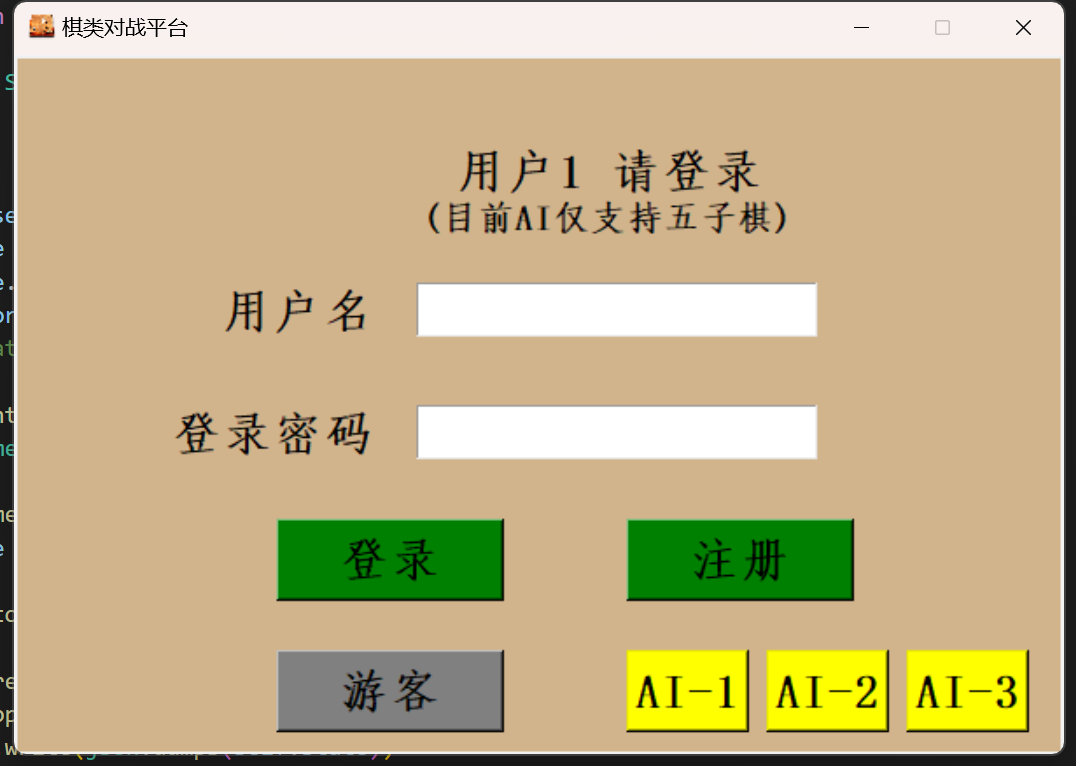 棋类对战平台
用户1 请登录
(目前AI仅支持五子棋)
用户名
登录密码
登录 注册
游客 AI-1 AI-2 AI-3